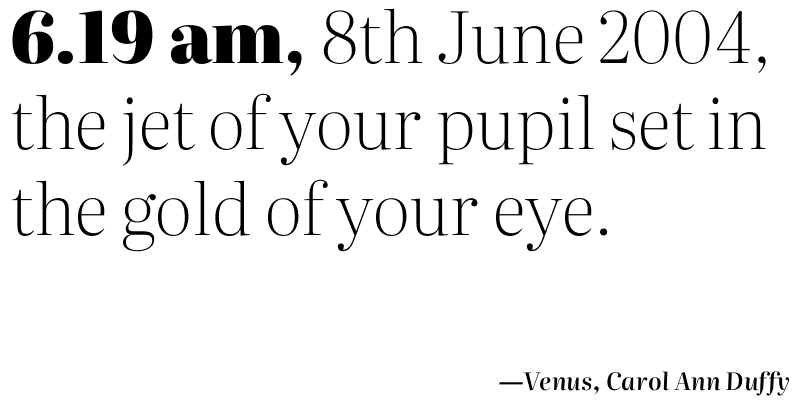 6.19 am, 8th June 2004,
the jet of your pupil set in
the gold of your eye.
—Venus, Carol Ann Duffy